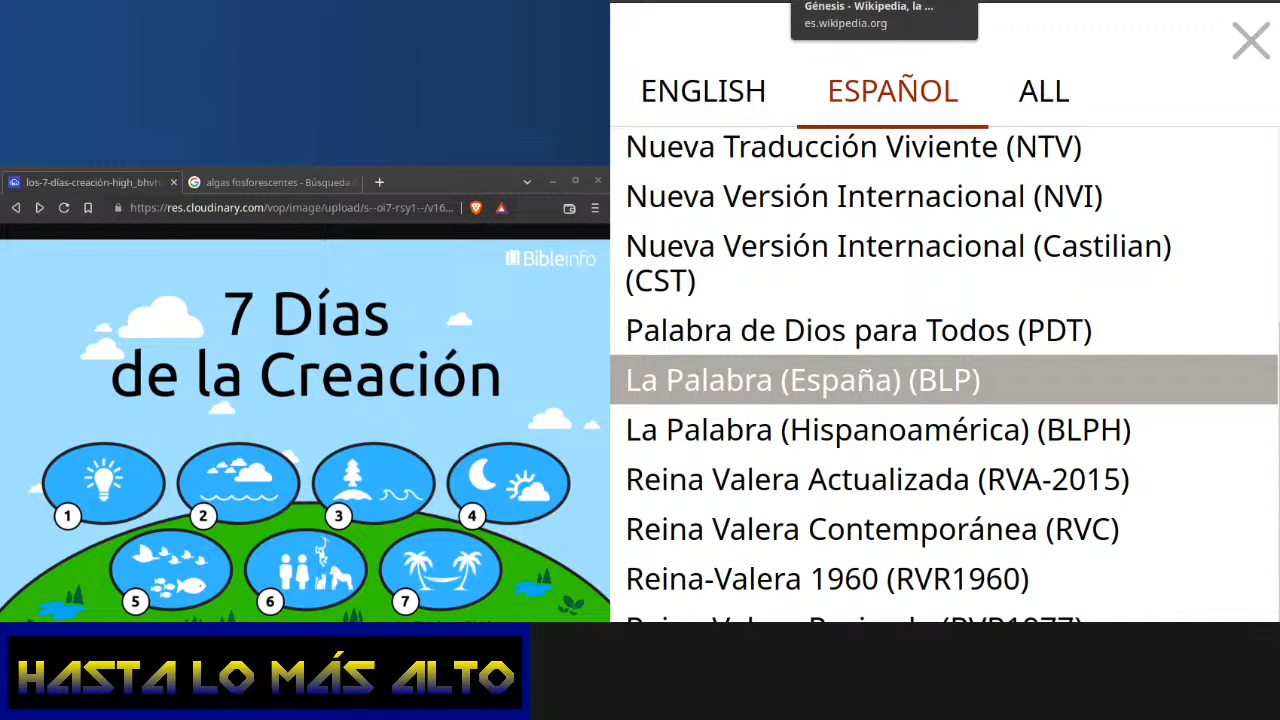 los-7-días-creación-high_bhvh
algas fosforescentes - Búsqueda
https://res.cloudinary.com/vop/image/upload/s--oi7-rsy1--/v16...
Bibleinfo
7 Días
de la Creación
1
2
3
4
5
6
7
HASTA LO MÁS ALTO
Génesis - Wikipedia, la ...
es.wikipedia.org
ENGLISH
ESPAÑOL
ALL
Nueva Traducción Viviente (NTV)
Nueva Versión Internacional (NVI)
Nueva Versión Internacional (Castilian)
(CST)
Palabra de Dios para Todos (PDT)
La Palabra (España) (BLP)
La Palabra (Hispanoamérica) (BLPH)
Reina Valera Actualizada (RVA-2015)
Reina Valera Contemporánea (RVC)
Reina-Valera 1960 (RVR1960)